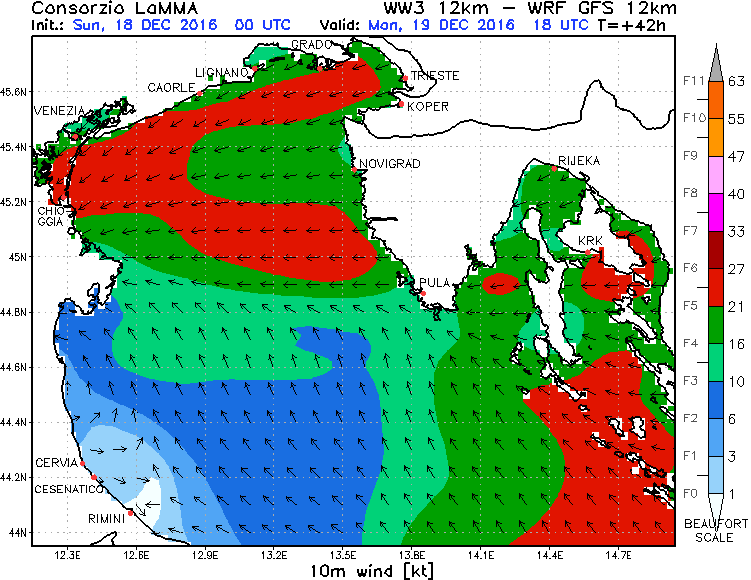 Consorzio LaMMA WW3 12km – WRF GFS 12km
Init.: Sun, 18 DEC 2016 00 UTC Valid: Mon, 19 DEC 2016 18 UTC T=+42h
GRADO
LIGNANO
TRIESTE
CAORLE
KOPER
VENEZIA
NOVIGRAD
RIJEKA
CHIO-
GGIA
KRK
PULA
CERVIA
CESENATICO
RIMINI
45.6N
45.4N
45.2N
45N
44.8N
44.6N
44.4N
44.2N
44N
12.3E 12.6E 12.9E 13.2E 13.5E 13.8E 14.1E 14.4E 14.7E
10m wind [kt]
F11 63
F10 55
F9 47
F8 40
F7 33
F6 27
F5 21
F4 16
F3 10
F2 6
F1 3
F0 1
BEAUFORT
SCALE